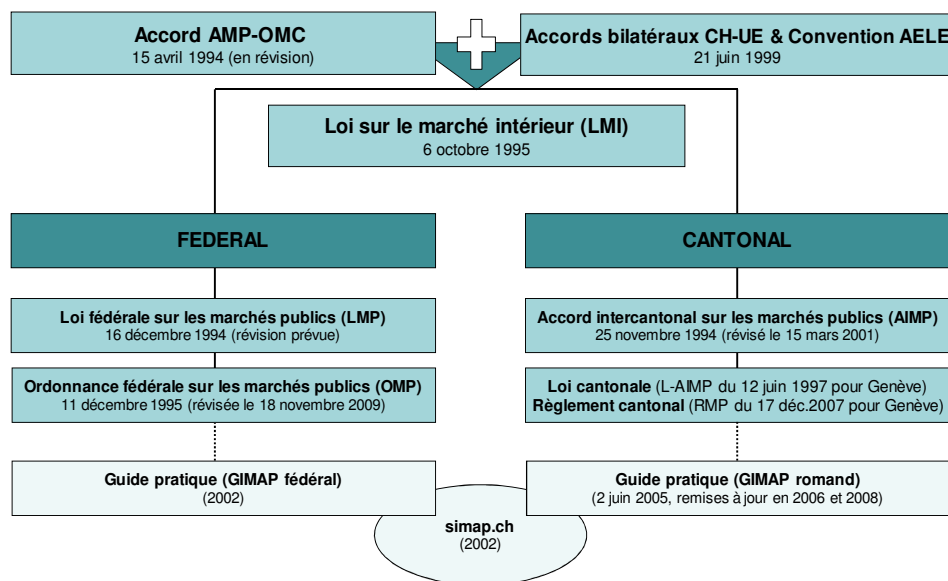 Accord AMP-OMC
15 avril 1994 (en révision)
Accords bilatéraux CH-UE & Convention AELE
21 juin 1999
Loi sur le marché intérieur (LMI)
6 octobre 1995
FEDERAL
CANTONAL
Loi fédérale sur les marchés publics (LMP)
16 décembre 1994 (révision prévue)
Accord intercantonal sur les marchés publics (AIMP)
25 novembre 1994 (révisé le 15 mars 2001)
Ordonnance fédérale sur les marchés publics (OMP)
11 décembre 1995 (révisée le 18 novembre 2009)
Loi cantonale (L-AIMP du 12 juin 1997 pour Genève)
Règlement cantonal (RMP du 17 déc.2007 pour Genève)
Guide pratique (GIMAP fédéral)
(2002)
Guide pratique (GIMAP romand)
(2 juin 2005, remises à jour en 2006 et 2008)
simap.ch
(2002)